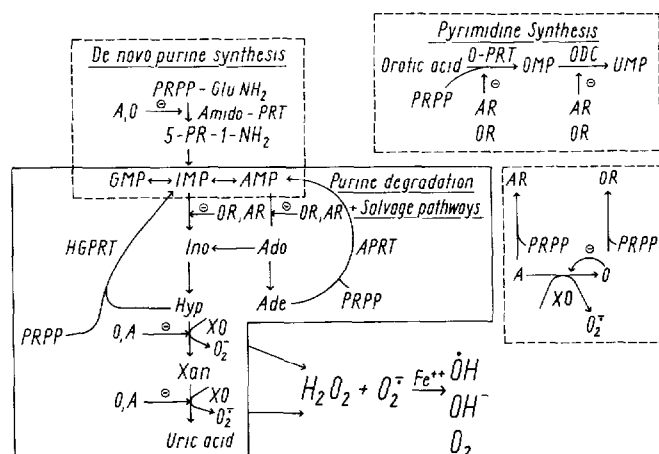 De novo purine synthesis
PRPP - Glu NH2
A,O ⊖ Amido - PRT
5-PR-1-NH2
GMP ↔ IMP ↔ AMP
Purine degradation
+ Salvage pathways
⊖ OR, AR ⊖ OR, AR
HGPRT
Ino ← Ado
APRT
Hyp Ade
PRPP
PRPP
O,A ⊖ XO
O2⨪
Xan
O,A ⊖ XO
O2⨪
Uric acid
H2O2 + O2⨪ Fe++ → ȮH
OH−
O2
Pyrimidine Synthesis
Orotic acid O-PRT → OMP ODC → UMP
PRPP ⊖ ⊖
AR AR
OR OR
AR OR
PRPP ⊖ PRPP
A → O
XO
O2⨪